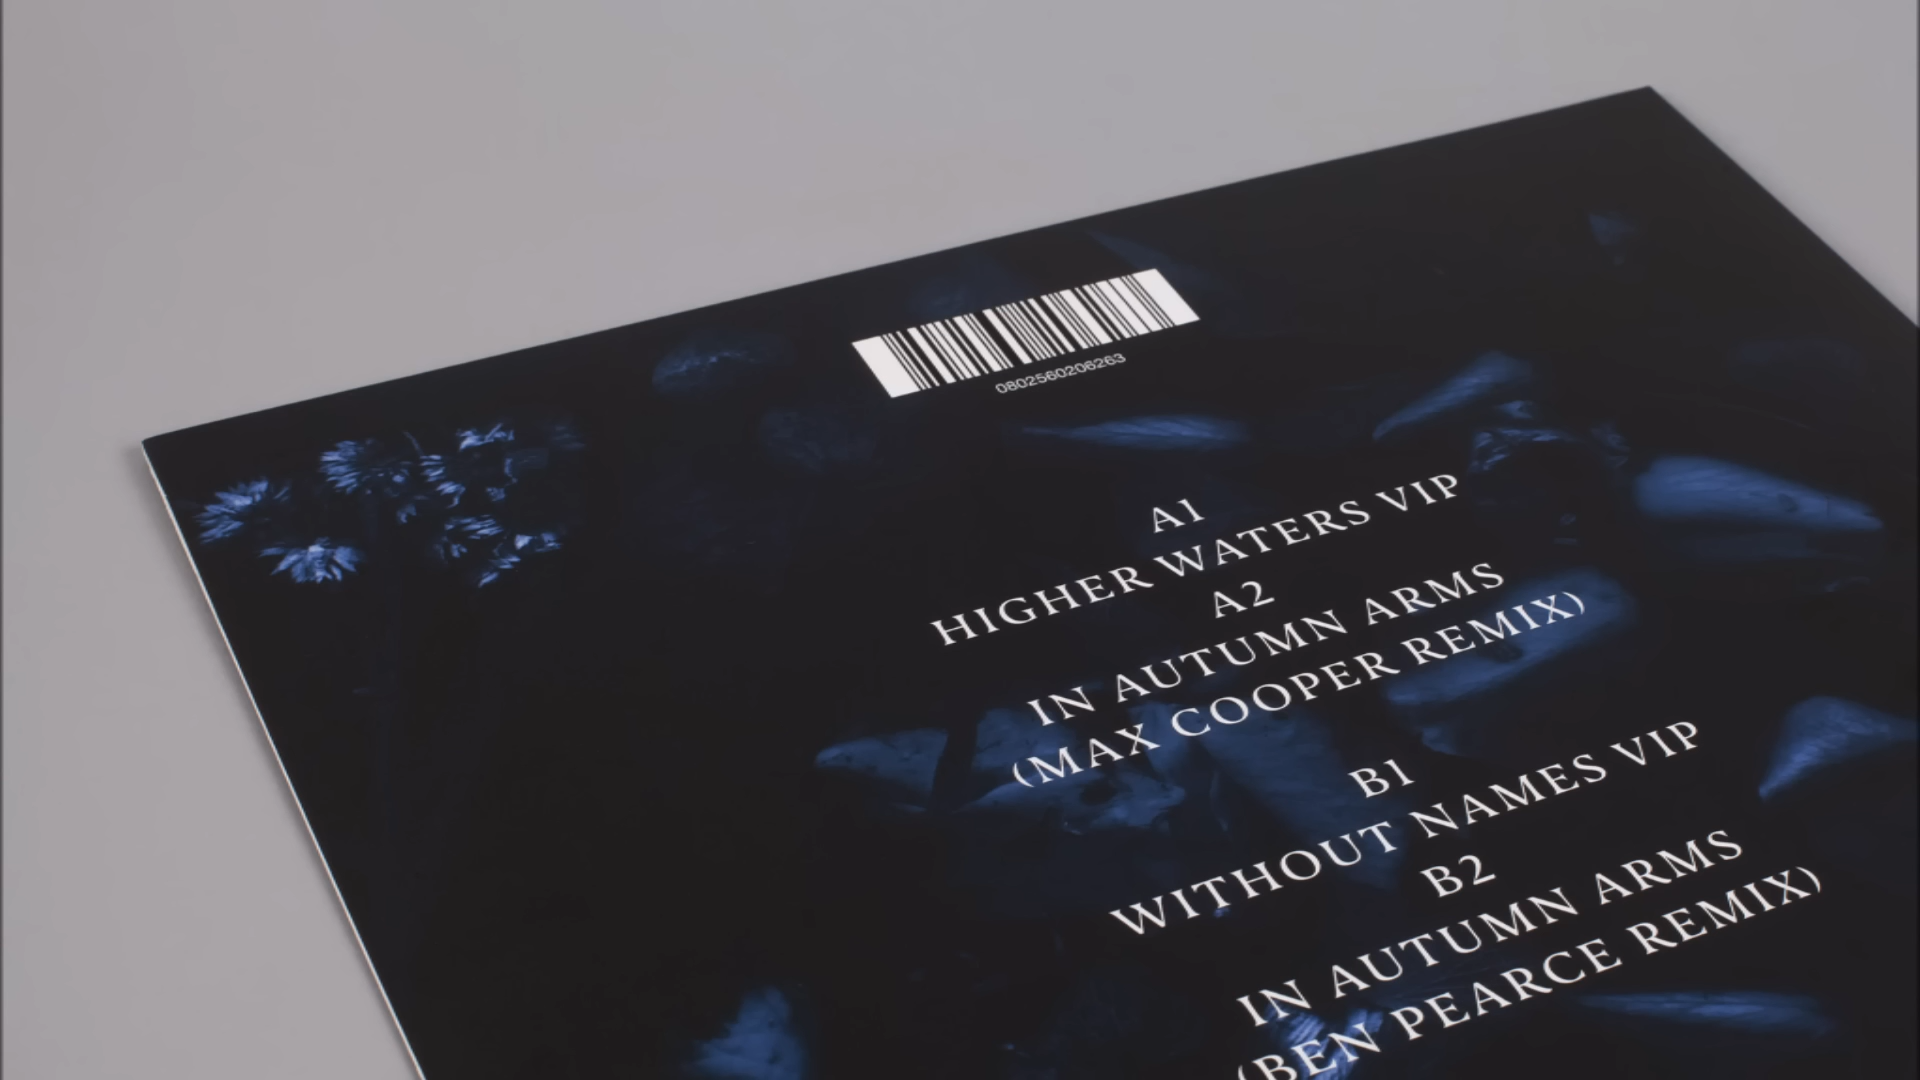 0802560206263
A1
HIGHER WATERS VIP
A2
IN AUTUMN ARMS
(MAX COOPER REMIX)
B1
WITHOUT NAMES VIP
B2
IN AUTUMN ARMS
(BEN PEARCE REMIX)